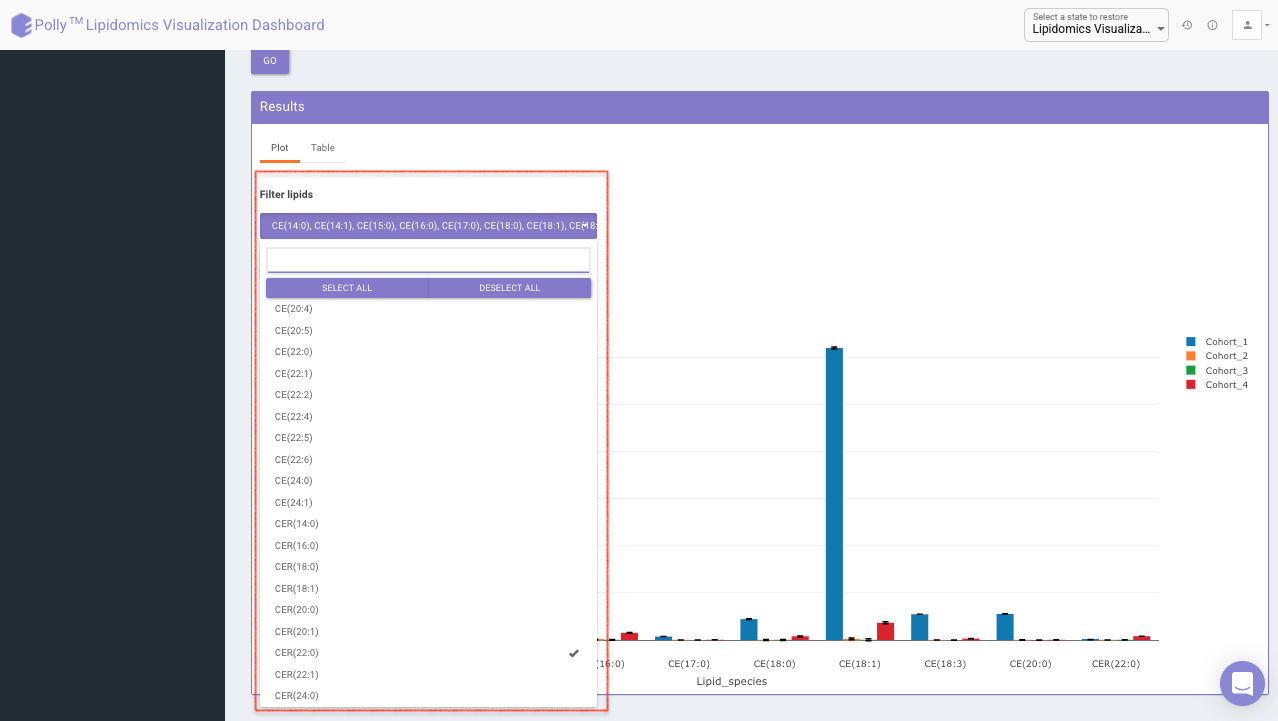 Polly™ Lipidomics Visualization Dashboard
Select a state to restore
Lipidomics Visualiza...
GO
Results
Plot Table
Filter lipids
CE(14:0), CE(14:1), CE(15:0), CE(16:0), CE(17:0), CE(18:0), CE(18:1), CE(18:
SELECT ALL DESELECT ALL
CE(20:4)
CE(20:5)
CE(22:0)
CE(22:1)
CE(22:2)
CE(22:4)
CE(22:5)
CE(22:6)
CE(24:0)
CE(24:1)
CER(14:0)
CER(16:0)
CER(18:0)
CER(18:1)
CER(20:0)
CER(20:1)
CER(22:0)
CER(22:1)
CER(24:0)
Cohort_1
Cohort_2
Cohort_3
Cohort_4
(16:0) CE(17:0) CE(18:0) CE(18:1) CE(18:3) CE(20:0) CER(22:0)
Lipid_species